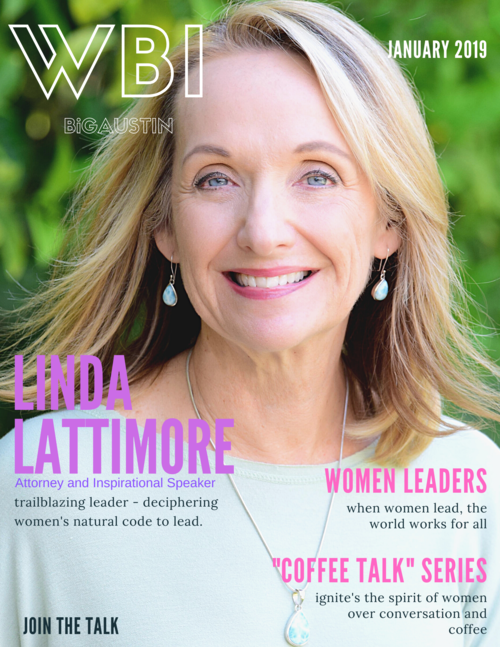 WBI
JANUARY 2019
BiGAUSTIN
LINDA
LATTIMORE
Attorney and Inspirational Speaker
trailblazing leader - deciphering
women's natural code to lead.
WOMEN LEADERS
when women lead, the
world works for all
"COFFEE TALK" SERIES
ignite's the spirit of women
over conversation and
coffee
JOIN THE TALK